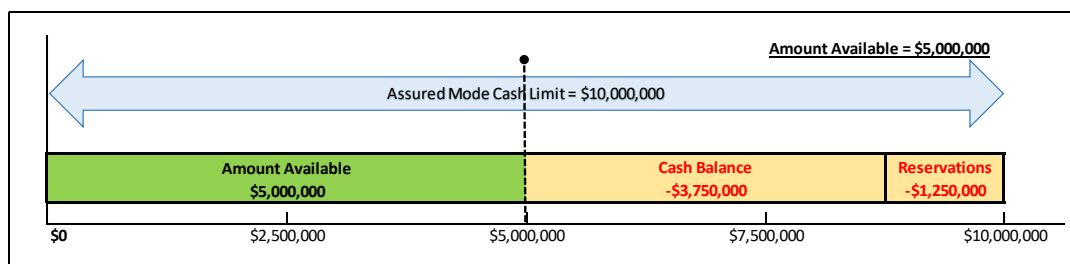 Amount Available = $5,000,000
Assured Mode Cash Limit = $10,000,000
Amount Available
$5,000,000
Cash Balance
-$3,750,000
Reservations
-$1,250,000
$0
$2,500,000
$5,000,000
$7,500,000
$10,000,000